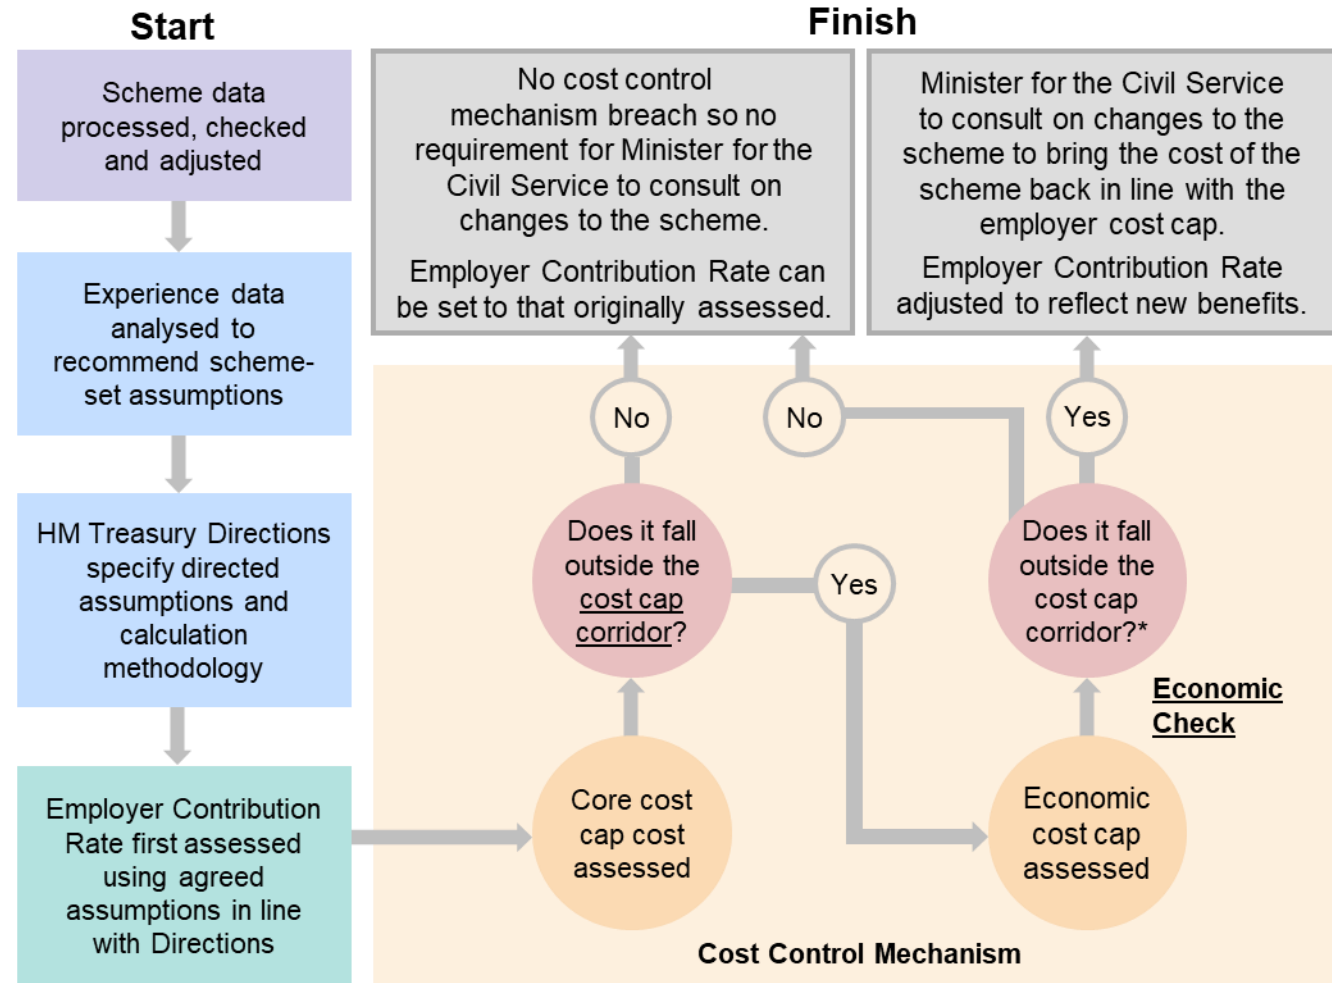 Start
Scheme data
processed, checked
and adjusted
Experience data
analysed to
recommend scheme-
set assumptions
HM Treasury Directions
specify directed
assumptions and
calculation
methodology
Employer Contribution
Rate first assessed
using agreed
assumptions in line
with Directions
Finish
No cost control
mechanism breach so no
requirement for Minister for the
Civil Service to consult on
changes to the scheme.
Employer Contribution Rate can
be set to that originally assessed.
Minister for the Civil Service
to consult on changes to the
scheme to bring the cost of the
scheme back in line with the
employer cost cap.
Employer Contribution Rate
adjusted to reflect new benefits.
No
No
Yes
Does it fall
outside the
cost cap
corridor?
Yes
Does it fall
outside the
cost cap
corridor?*
Economic
Check
Core cost
cap cost
assessed
Economic
cost cap
assessed
Cost Control Mechanism